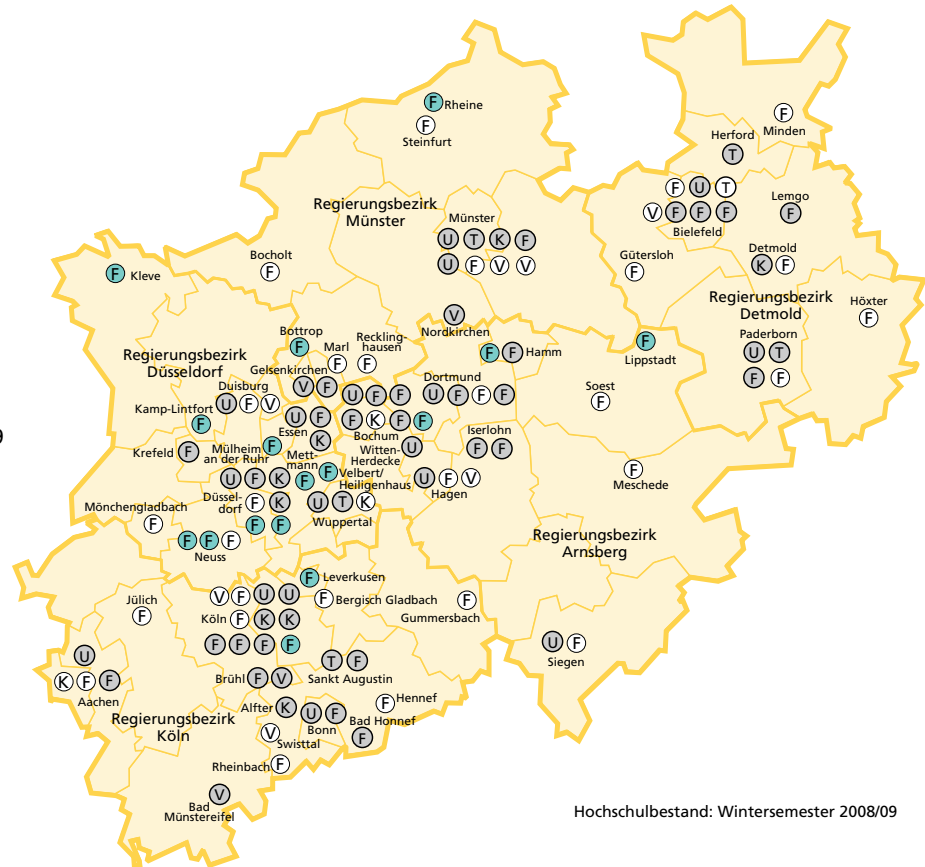 F Rheine
F
Steinfurt
F
Minden
Herford
T
F U T
V F F F
Bielefeld
Lemgo
F
Regierungsbezirk
Münster
Münster
U T K F
U F V V
Bocholt
F
F Kleve
Gütersloh
F
Detmold
K F
Regierungsbezirk
Detmold
Höxter
F
V
Nordkirchen
Paderborn
U T
F F
F
Lippstadt
F F Hamm
Bottrop
F
Marl
F
Reckling-
hausen
F
Regierungsbezirk
Düsseldorf
Gelsenkirchen
V F
Duisburg
U F V
Kamp-Lintfort
F
U F F
F K F F
Bochum
Dortmund
U F F F
Soest
F
U F
Essen
K
Witten-
Herdecke
U
Iserlohn
F F
Krefeld F
Mülheim
an der Ruhr
F
Mett-
mann
F
F
Velbert/
Heiligenhaus
U F K
Düssel-
dorf
F K
F F
U F V
Hagen
F
Meschede
Mönchengladbach
F
U T K
Wuppertal
F F F
Neuss
Regierungsbezirk
Arnsberg
F Leverkusen
V F U U
Köln F K K
F F F F
F Bergisch Gladbach
F
Gummersbach
Jülich
F
U F
Siegen
U
K F F
Aachen
T F
Sankt Augustin
Brühl F V
Regierungsbezirk
Köln
Alfter K
U F
Bonn
F Hennef
Bad Honnef
F
V
Swisttal
Rheinbach F
V
Bad
Münstereifel
9
Hochschulbestand: Wintersemester 2008/09